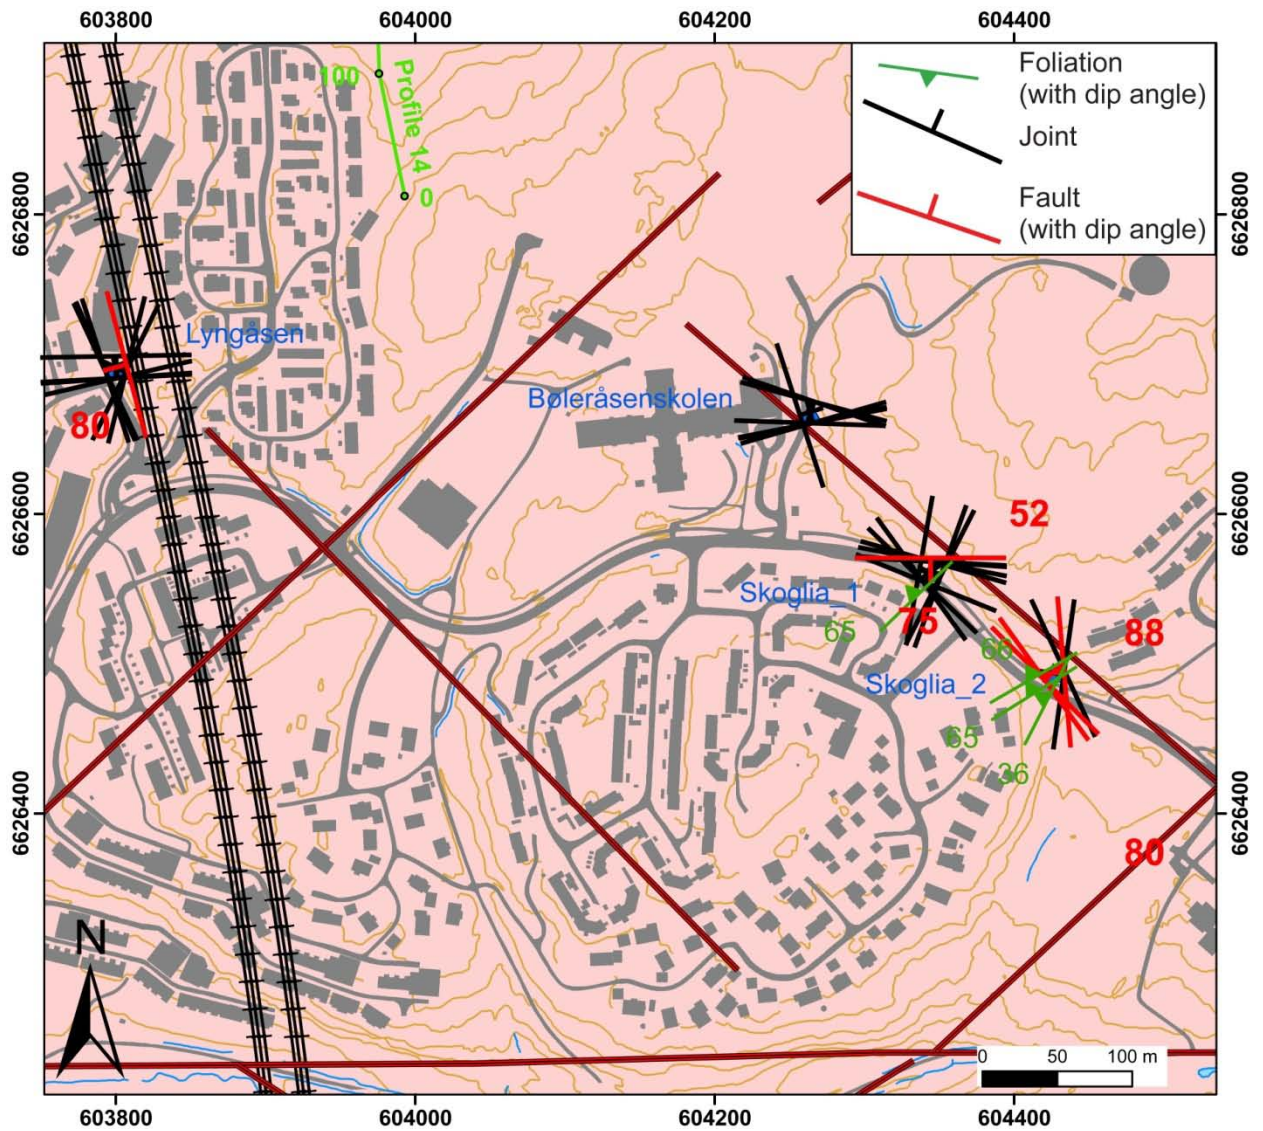 603800
604000
604200
604400
Foliation
(with dip angle)
Joint
Fault
(with dip angle)
100
Profile 14
0
6626800
6626800
Lyngåsen
80
Bøleråsenskolen
6626600
6626600
52
Skoglia_1
75
65
88
66
Skoglia_2
65
36
6626400
6626400
80
N
0 50 100 m
603800
604000
604200
604400